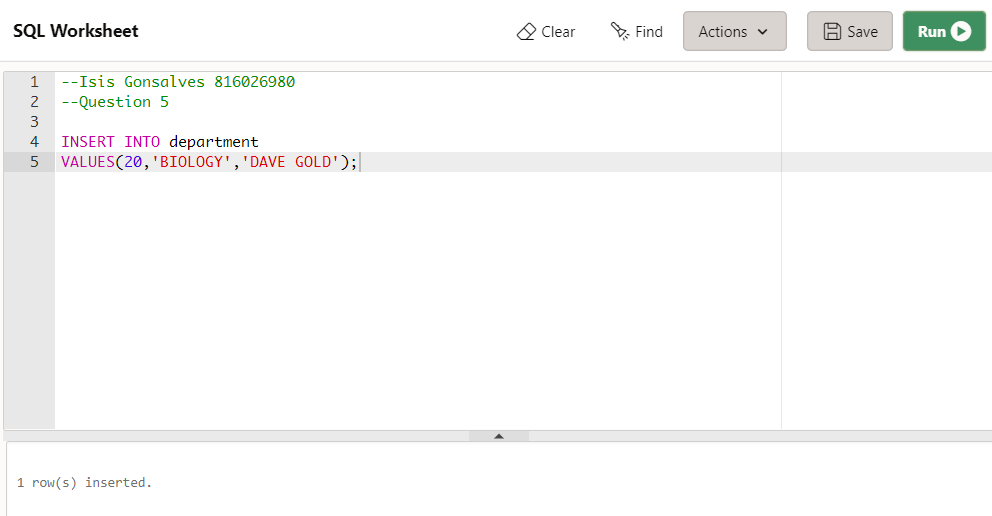 SQL Worksheet Clear Find Actions Save Run
1 --Isis Gonsalves 816026980
2 --Question 5
3
4 INSERT INTO department
5 VALUES(20,'BIOLOGY','DAVE GOLD');
1 row(s) inserted.